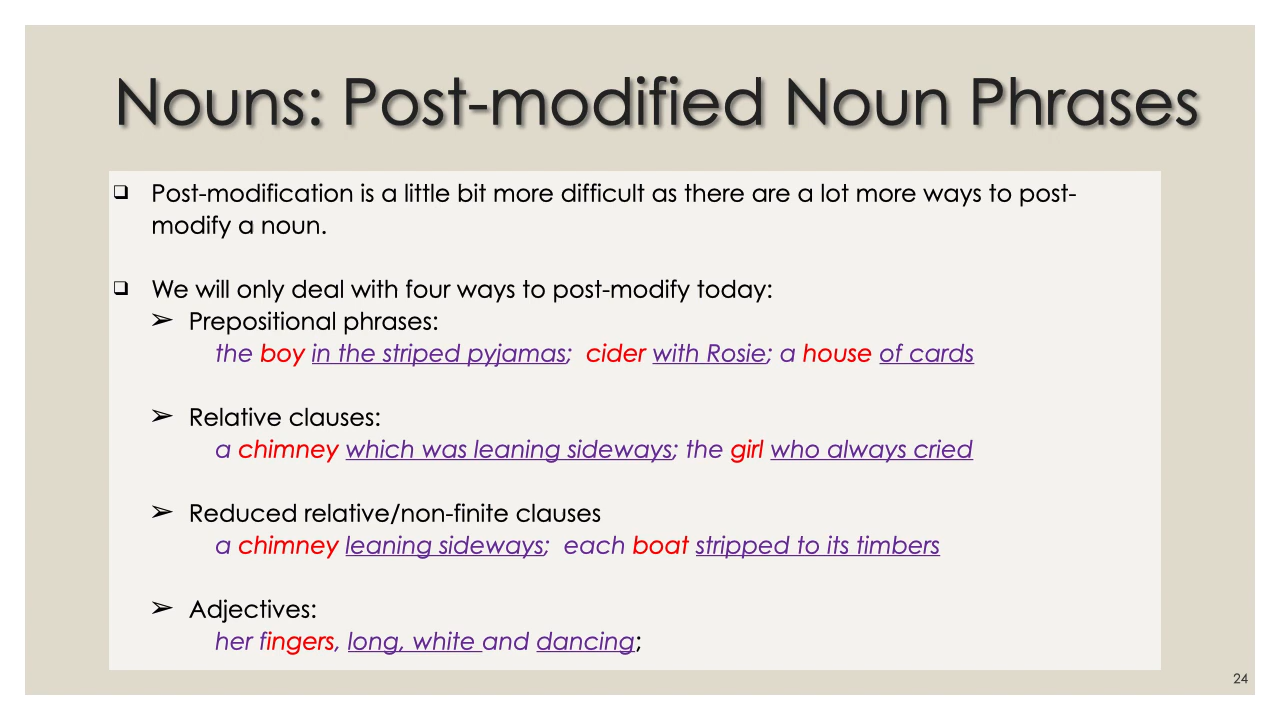 Nouns: Post-modified Noun Phrases
❑ Post-modification is a little bit more difficult as there are a lot more ways to post-
modify a noun.
❑ We will only deal with four ways to post-modify today:
➢ Prepositional phrases:
the boy in the striped pyjamas;  cider with Rosie; a house of cards
➢ Relative clauses:
a chimney which was leaning sideways; the girl who always cried
➢ Reduced relative/non-finite clauses
a chimney leaning sideways;  each boat stripped to its timbers
➢ Adjectives:
her fingers, long, white and dancing;
24